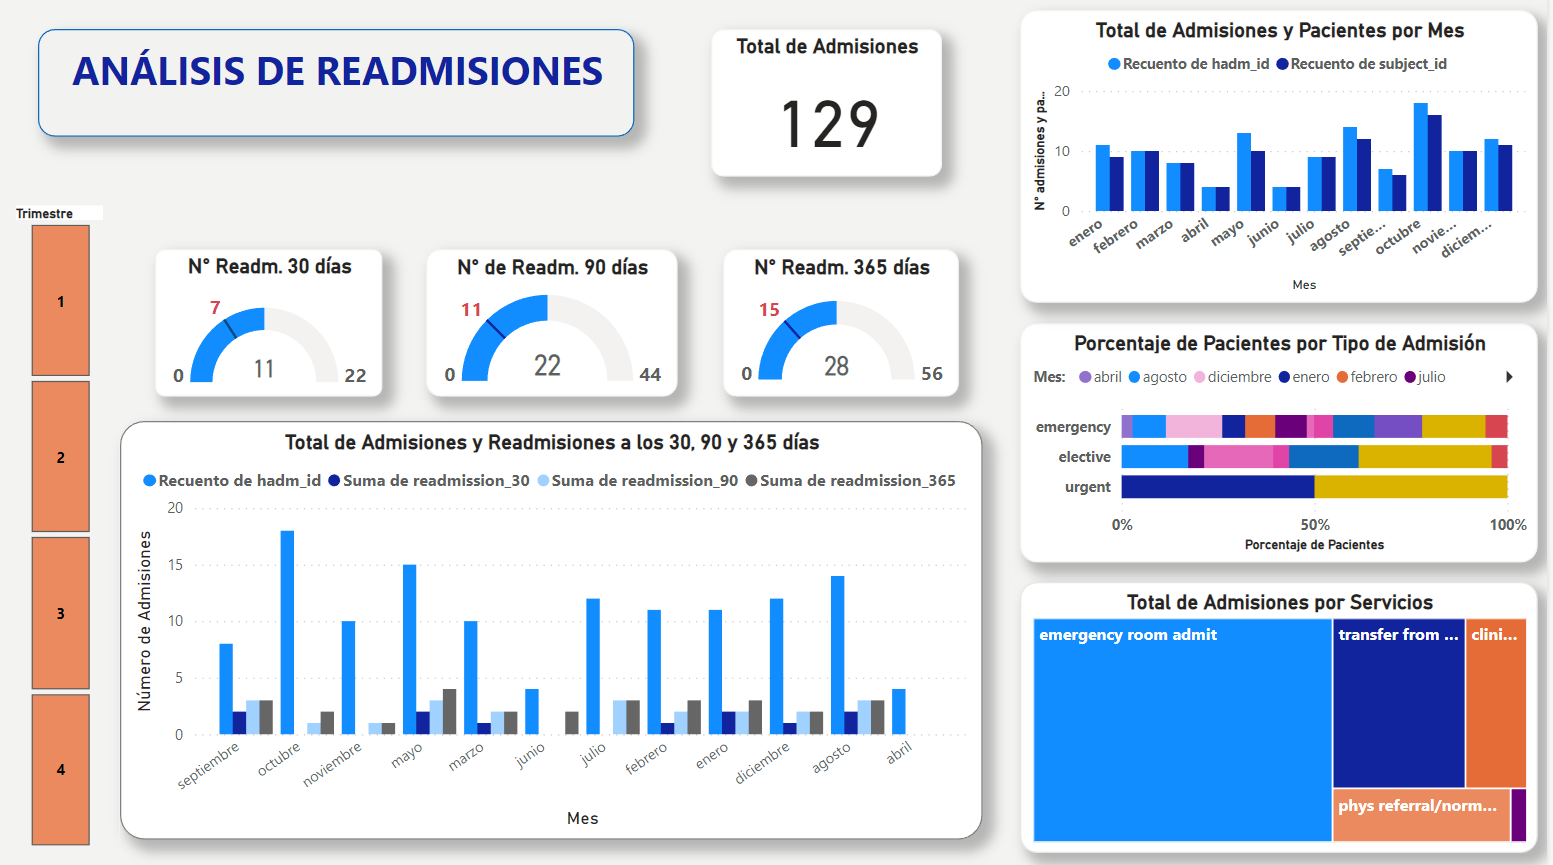 ANÁLISIS DE READMISIONES
Total de Admisiones
129
Trimestre
1
2
3
4
N° Readm. 30 días
7
0
11
22
N° de Readm. 90 días
11
0
22
44
N° Readm. 365 días
15
0
28
56
Total de Admisiones y Readmisiones a los 30, 90 y 365 días
Recuento de hadm_id Suma de readmission_30 Suma de readmission_90 Suma de readmission_365
Número de Admisiones
20
15
10
5
0
septiembre octubre noviembre mayo marzo junio julio febrero enero diciembre agosto abril
Mes
Total de Admisiones y Pacientes por Mes
Recuento de hadm_id Recuento de subject_id
N° admisiones y pa...
20
10
0
enero febrero marzo abril mayo junio julio agosto septie... octubre novie... diciem...
Mes
Porcentaje de Pacientes por Tipo de Admisión
Mes: abril agosto diciembre enero febrero julio
emergency
elective
urgent
0% 50% 100%
Porcentaje de Pacientes
Total de Admisiones por Servicios
emergency room admit
transfer from ...
clini...
phys referral/norm...